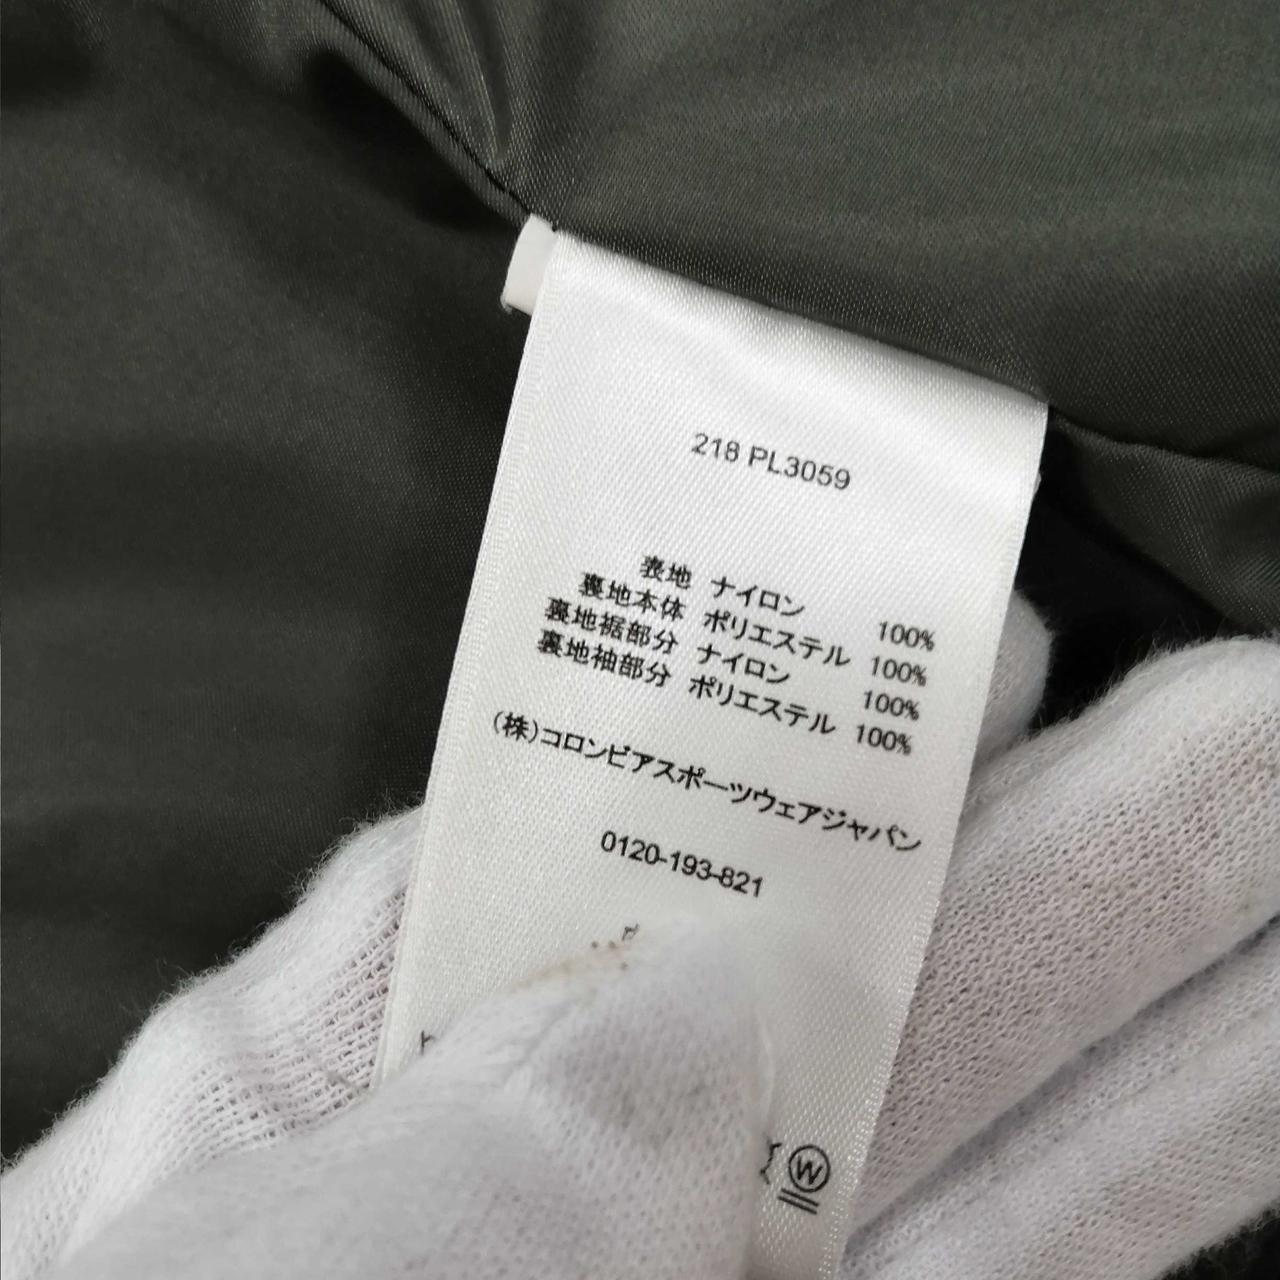 218 PL3059
表地 ナイロン 100%
裏地本体 ポリエステル 100%
裏地裾部分 ナイロン 100%
裏地袖部分 ポリエステル 100%
(株)コロンビアスポーツウェアジャパン
0120-193-821
W